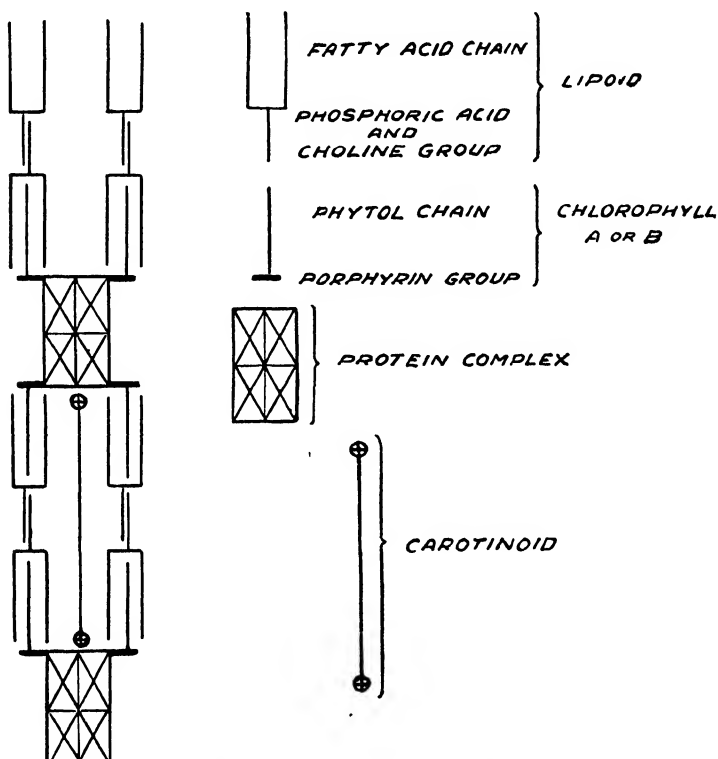 FATTY ACID CHAIN
LIPOID
PHOSPHORIC ACID
AND
CHOLINE GROUP
PHYTOL CHAIN
CHLOROPHYLL
A OR B
PORPHYRIN GROUP
PROTEIN COMPLEX
CAROTINOID